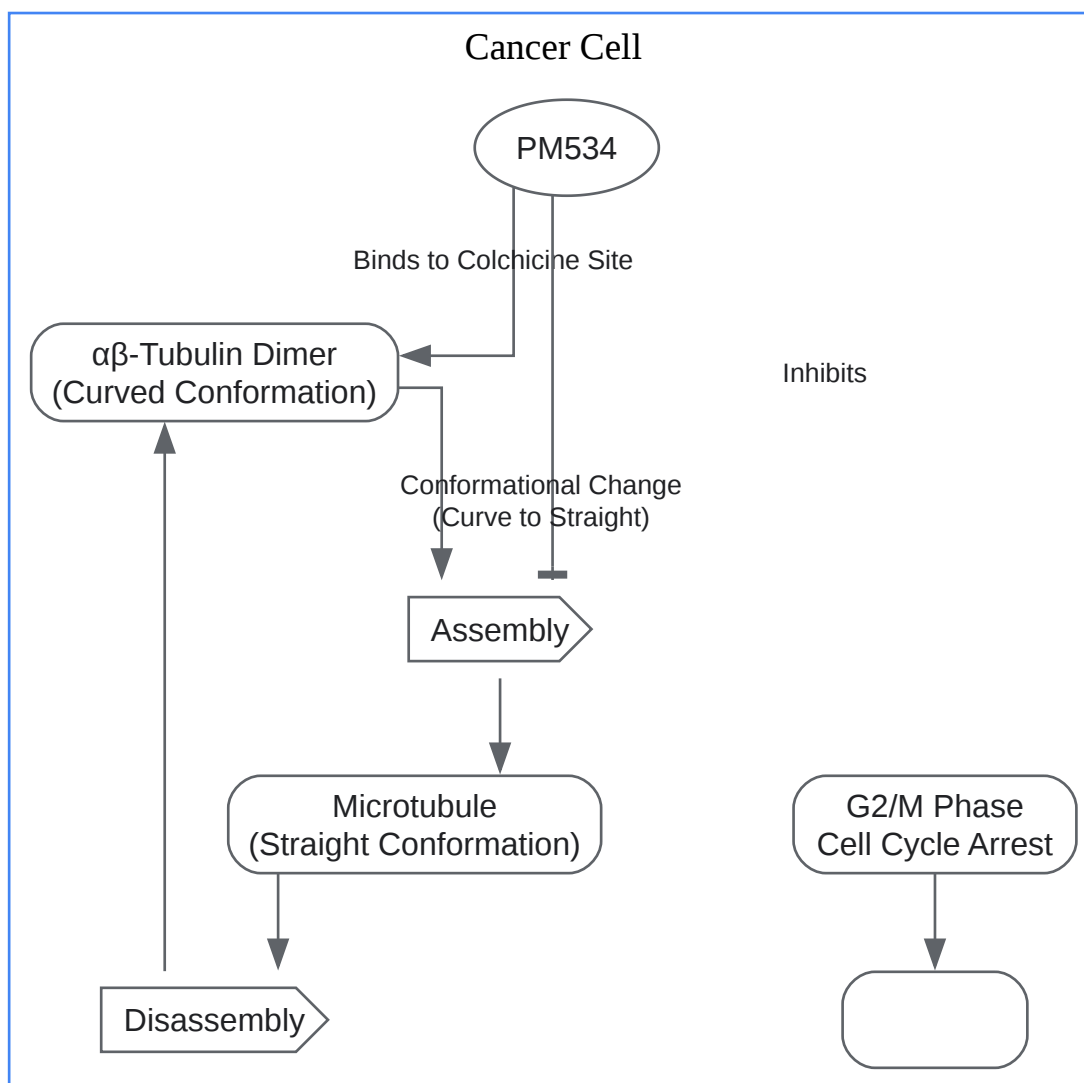 Cancer Cell
PM534
Binds to Colchicine Site
αβ-Tubulin Dimer
(Curved Conformation)
Inhibits
Conformational Change
(Curve to Straight)
Assembly
Microtubule
(Straight Conformation)
G2/M Phase
Cell Cycle Arrest
Disassembly